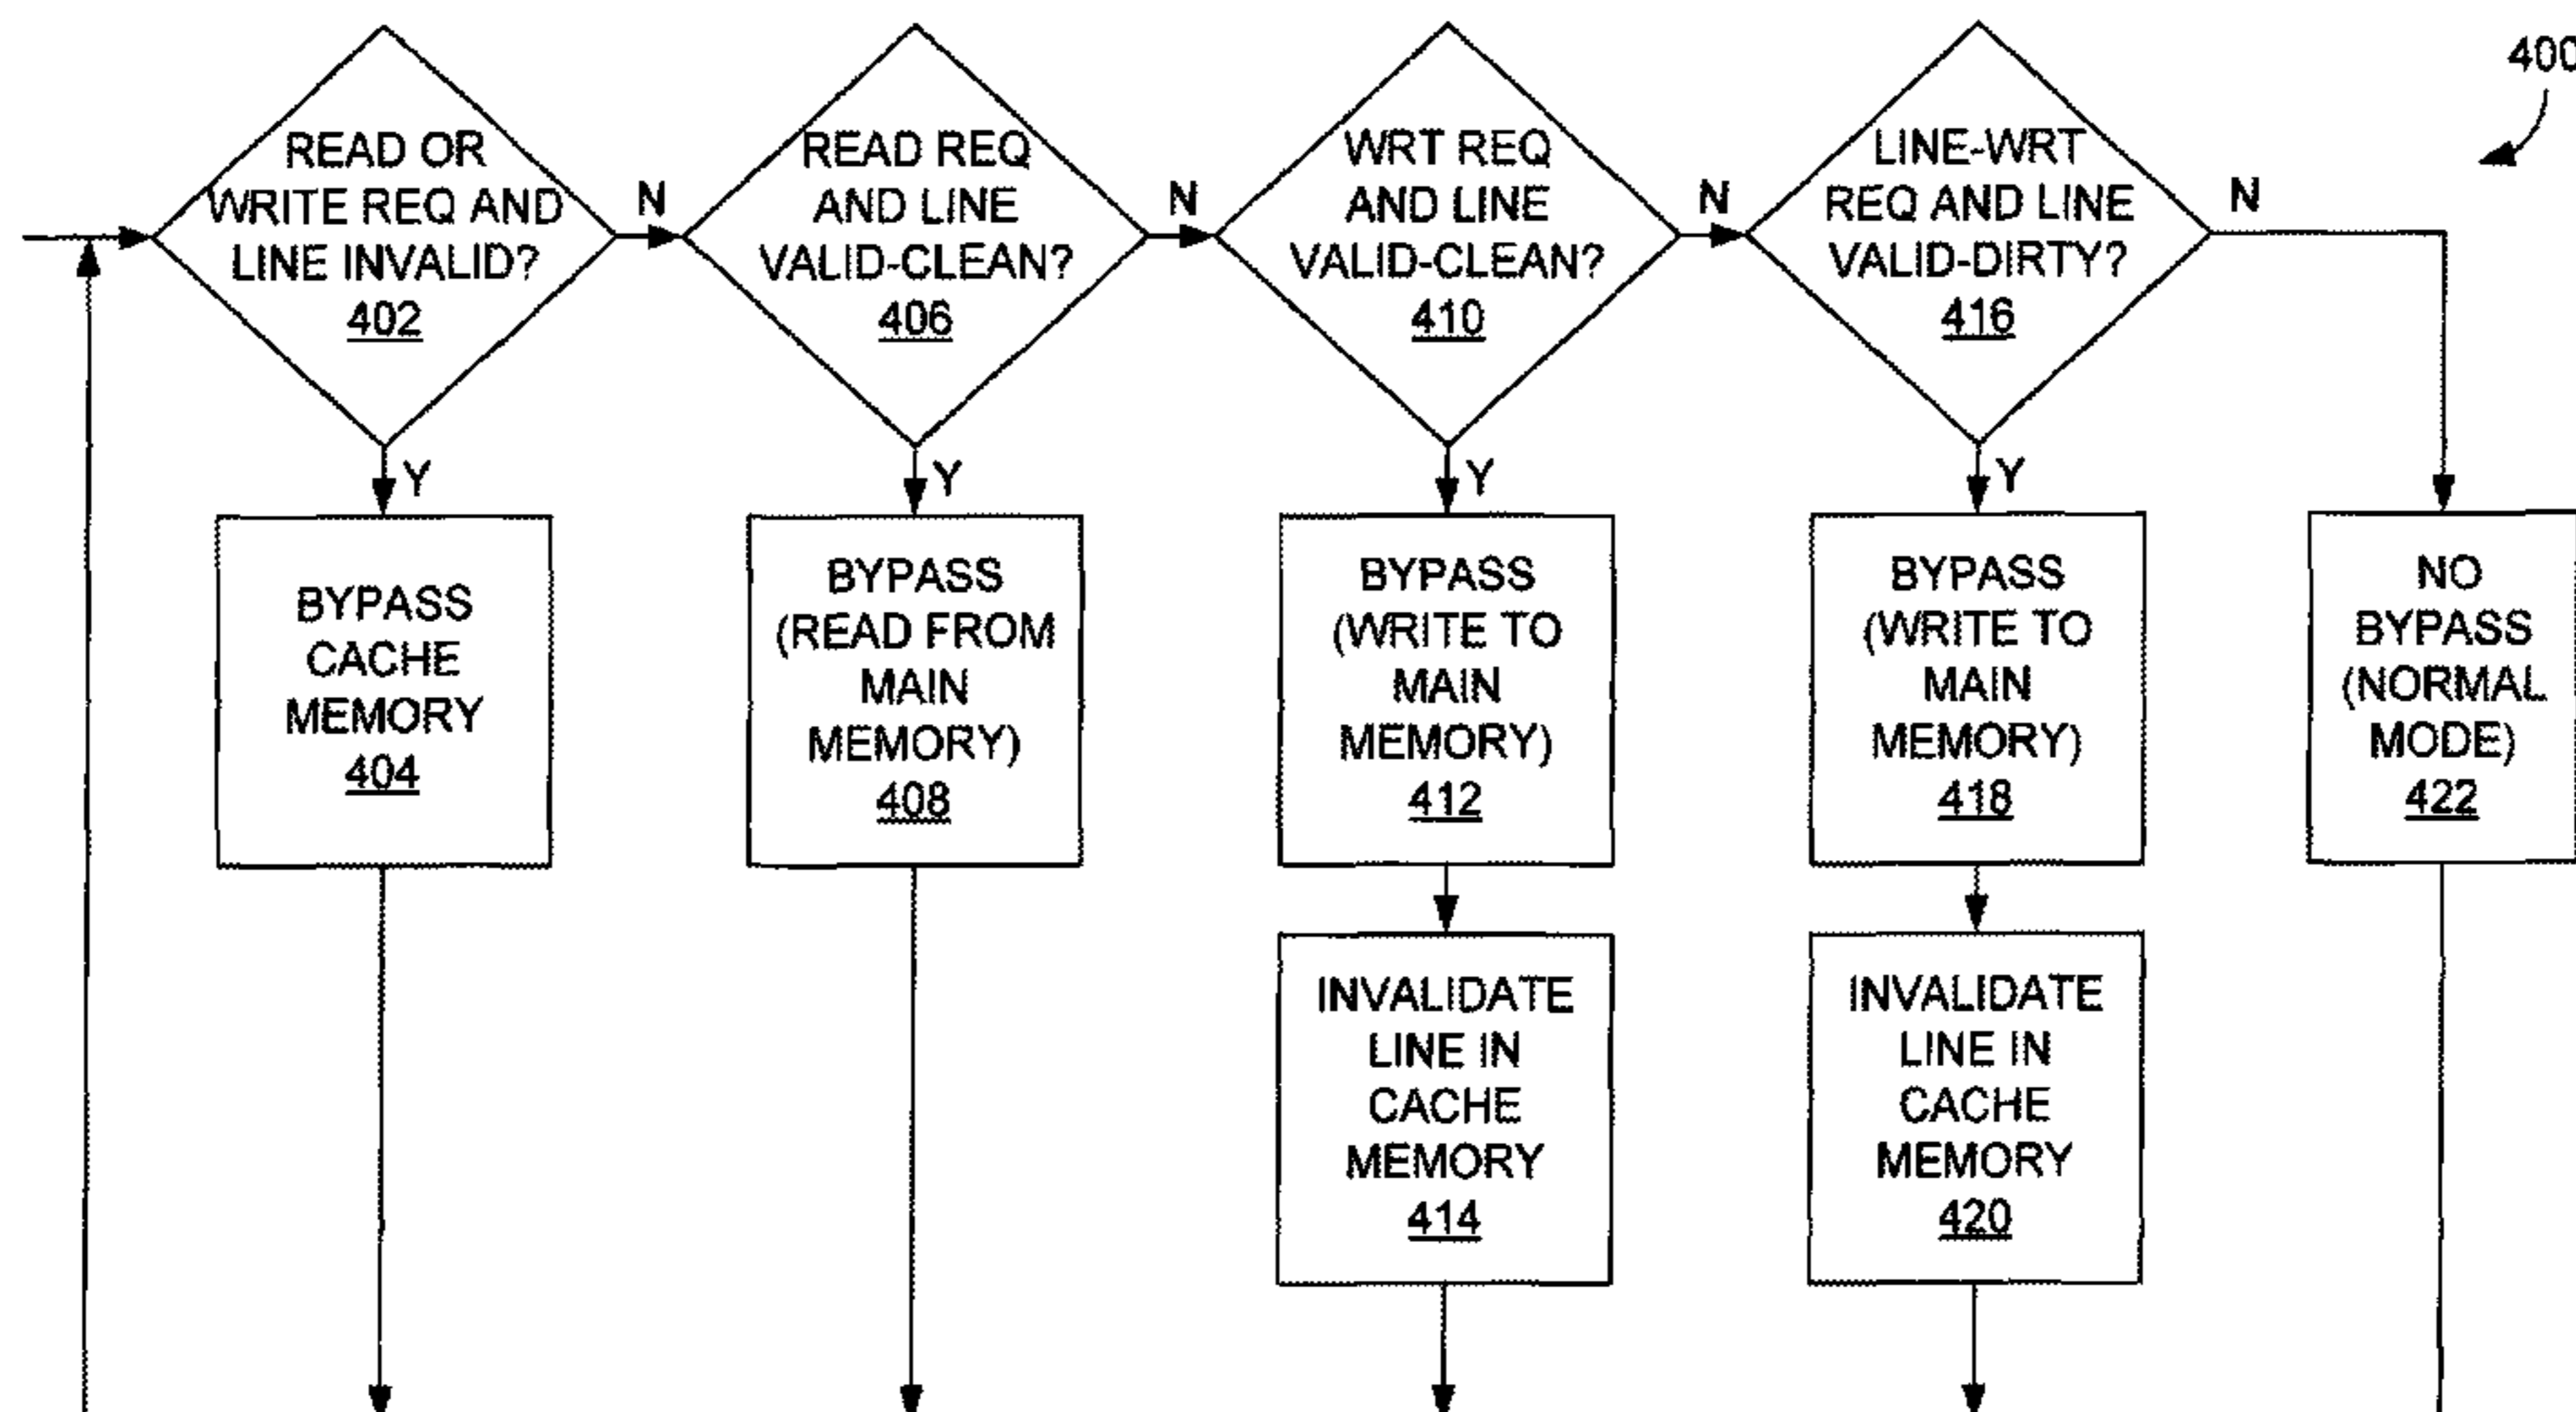 400
READ OR
WRITE REQ AND
LINE INVALID?
402
N
READ REQ
AND LINE
VALID-CLEAN?
406
N
WRT REQ
AND LINE
VALID-CLEAN?
410
N
LINE-WRT
REQ AND LINE
VALID-DIRTY?
416
N
Y
Y
Y
Y
BYPASS
CACHE
MEMORY
404
BYPASS
(READ FROM
MAIN
MEMORY)
408
BYPASS
(WRITE TO
MAIN
MEMORY)
412
BYPASS
(WRITE TO
MAIN
MEMORY)
418
NO
BYPASS
(NORMAL
MODE)
422
INVALIDATE
LINE IN
CACHE
MEMORY
414
INVALIDATE
LINE IN
CACHE
MEMORY
420